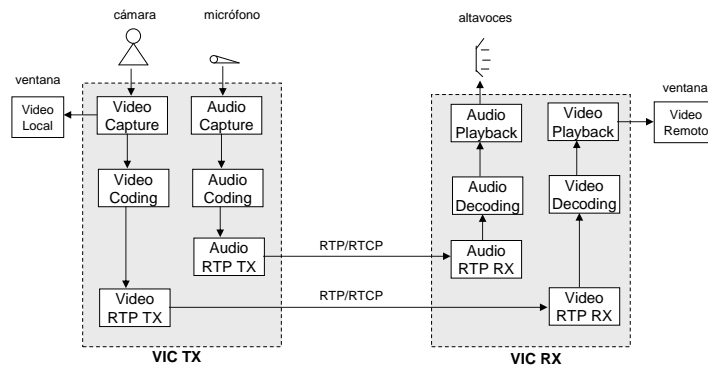 cámara
micrófono
altavoces
ventana
Video
Local
Video
Capture
Audio
Capture
Video
Coding
Audio
Coding
Audio
RTP TX
Video
RTP TX
VIC TX
RTP/RTCP
RTP/RTCP
Audio
Playback
Video
Playback
Audio
Decoding
Video
Decoding
Audio
RTP RX
Video
RTP RX
VIC RX
ventana
Video
Remoto